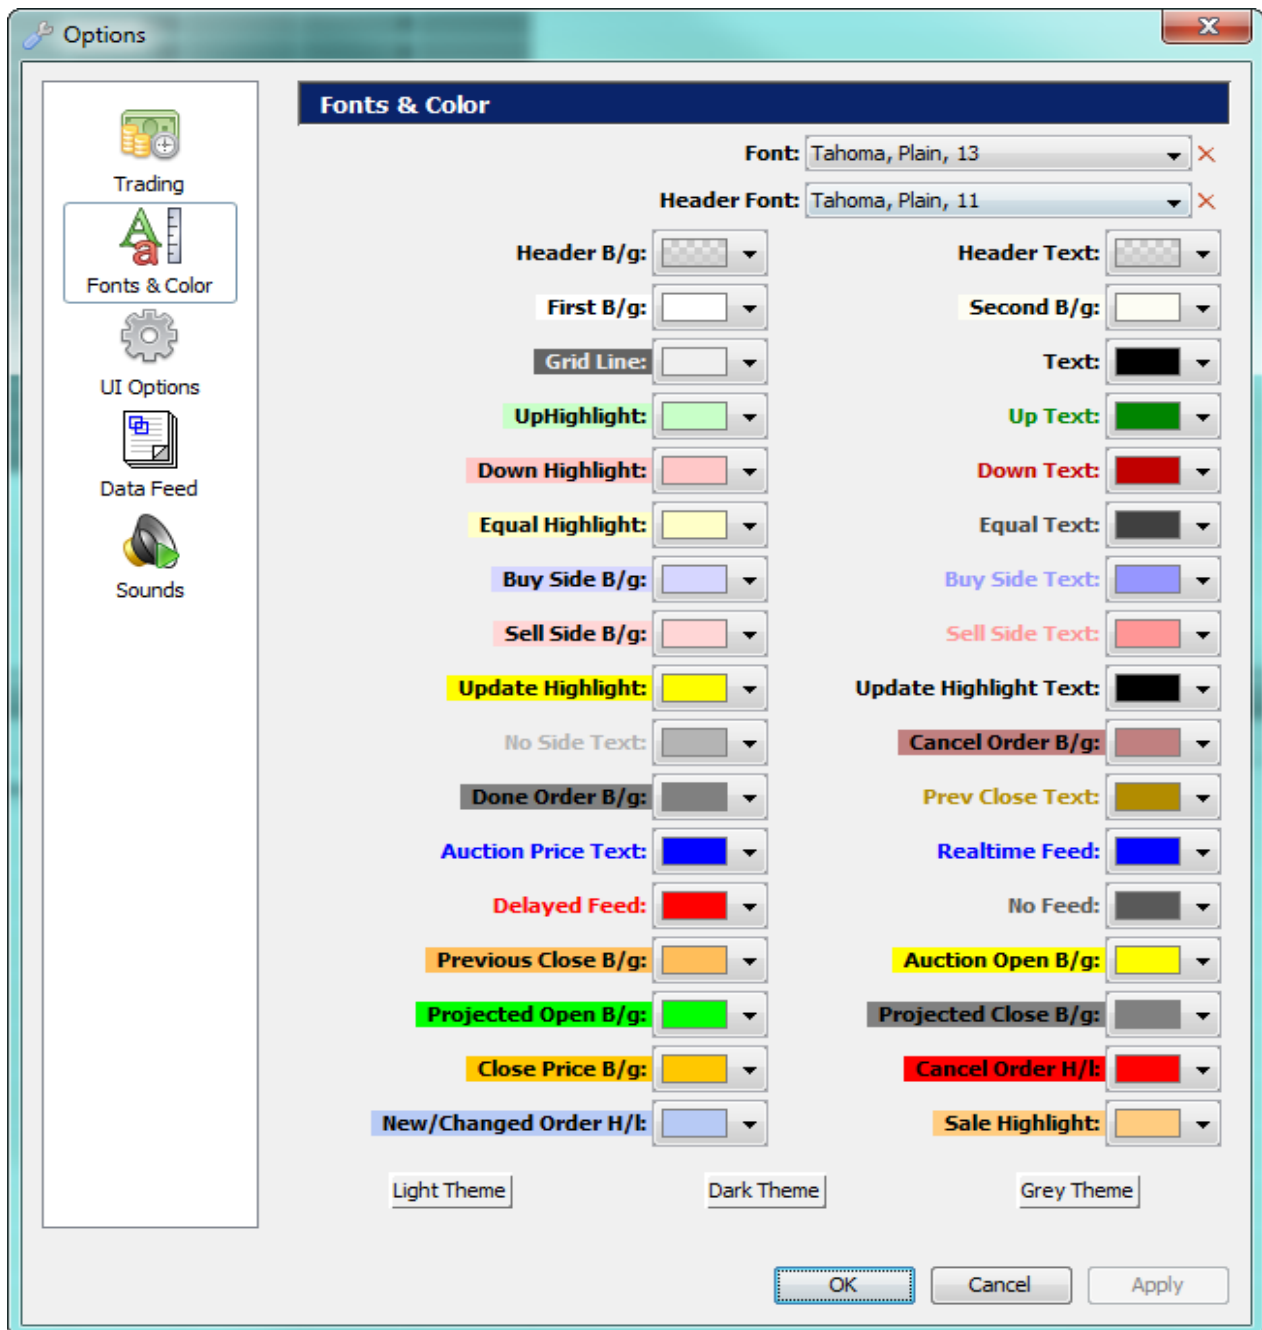 Options
Trading
Fonts & Color
UI Options
Data Feed
Sounds
Fonts & Color
Font: Tahoma, Plain, 13
Header Font: Tahoma, Plain, 11
Header B/g: Header Text:
First B/g: Second B/g:
Grid Line: Text:
UpHighlight: Up Text:
Down Highlight: Down Text:
Equal Highlight: Equal Text:
Buy Side B/g: Buy Side Text:
Sell Side B/g: Sell Side Text:
Update Highlight: Update Highlight Text:
No Side Text: Cancel Order B/g:
Done Order B/g: Prev Close Text:
Auction Price Text: Realtime Feed:
Delayed Feed: No Feed:
Previous Close B/g: Auction Open B/g:
Projected Open B/g: Projected Close B/g:
Close Price B/g: Cancel Order H/l:
New/Changed Order H/l: Sale Highlight:
Light Theme Dark Theme Grey Theme
OK Cancel Apply